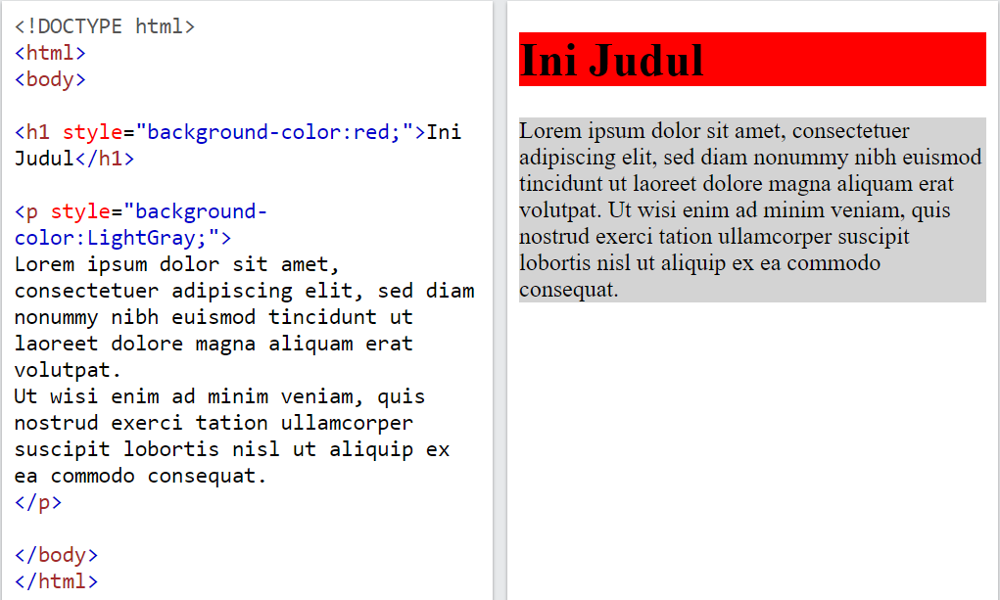 <!DOCTYPE html>
<html>
<body>
<h1 style="background-color:red;">Ini
Judul</h1>
<p style="background-
color:LightGray;">
Lorem ipsum dolor sit amet,
consectetuer adipiscing elit, sed diam
nonummy nibh euismod tincidunt ut
laoreet dolore magna aliquam erat
volutpat.
Ut wisi enim ad minim veniam, quis
nostrud exerci tation ullamcorper
suscipit lobortis nisl ut aliquip ex
ea commodo consequat.
</p>
</body>
</html>
Ini Judul
Lorem ipsum dolor sit amet, consectetuer
adipiscing elit, sed diam nonummy nibh euismod
tincidunt ut laoreet dolore magna aliquam erat
volutpat. Ut wisi enim ad minim veniam, quis
nostrud exerci tation ullamcorper suscipit
lobortis nisl ut aliquip ex ea commodo
consequat.